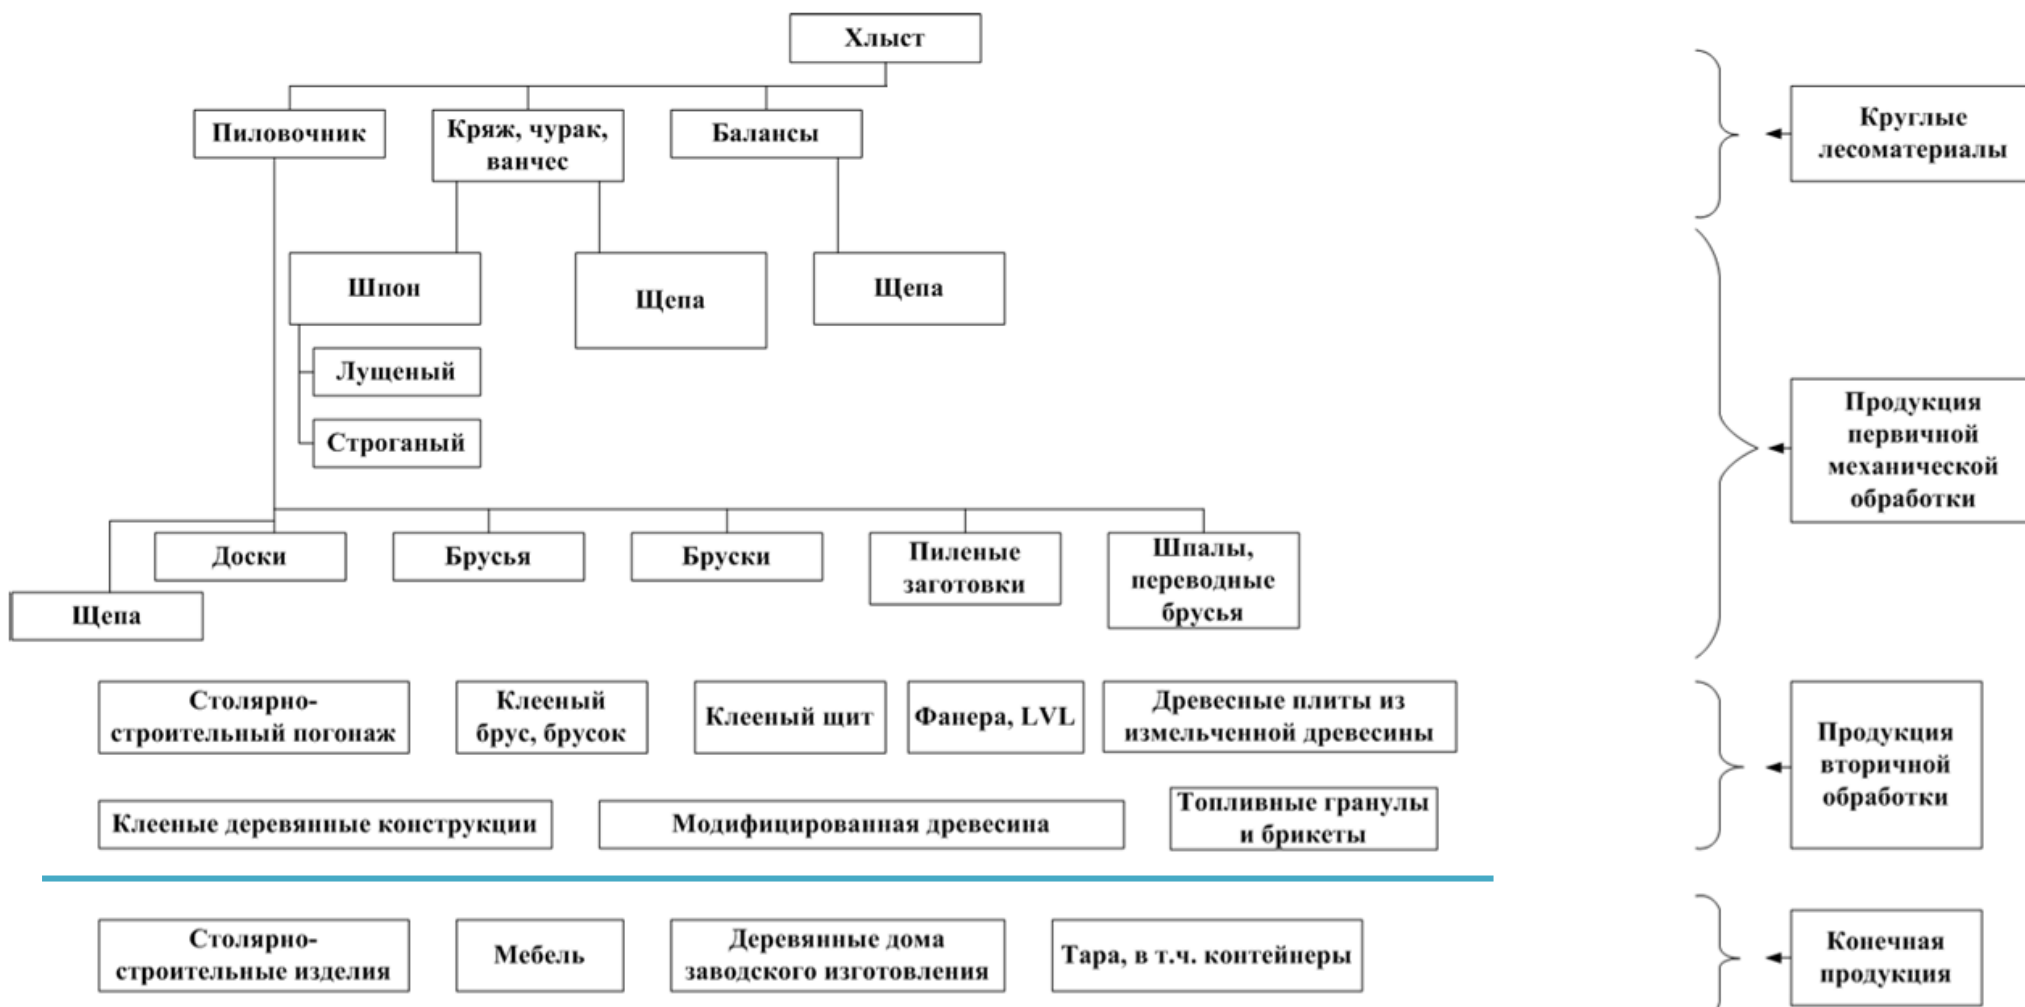 Хлыст
Пиловочник
Кряж, чурак,
ванчес
Балансы
Круглые
лесоматериалы
Шпон
Щепа
Щепа
Лущеный
Строганый
Продукция
первичной
механической
обработки
Доски
Брусья
Бруски
Пиленые
заготовки
Шпалы,
переводные
брусья
Щепа
Столярно-
строительный погонаж
Клееный
брус, брусок
Клееный щит
Фанера, LVL
Древесные плиты из
измельченной древесины
Продукция
вторичной
обработки
Клееные деревянные конструкции
Модифицированная древесина
Топливные гранулы
и брикеты
Столярно-
строительные изделия
Мебель
Деревянные дома
заводского изготовления
Тара, в т.ч. контейнеры
Конечная
продукция